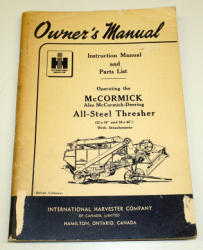 Owner's Manual
IH
Instruction Manual
and
Parts List
Operating the
McCORMICK
Also McCormick-Deering
All-Steel Thresher
With Attachments
INTERNATIONAL HARVESTER COMPANY
OF CANADA, LIMITED
HAMILTON, ONTARIO, CANADA